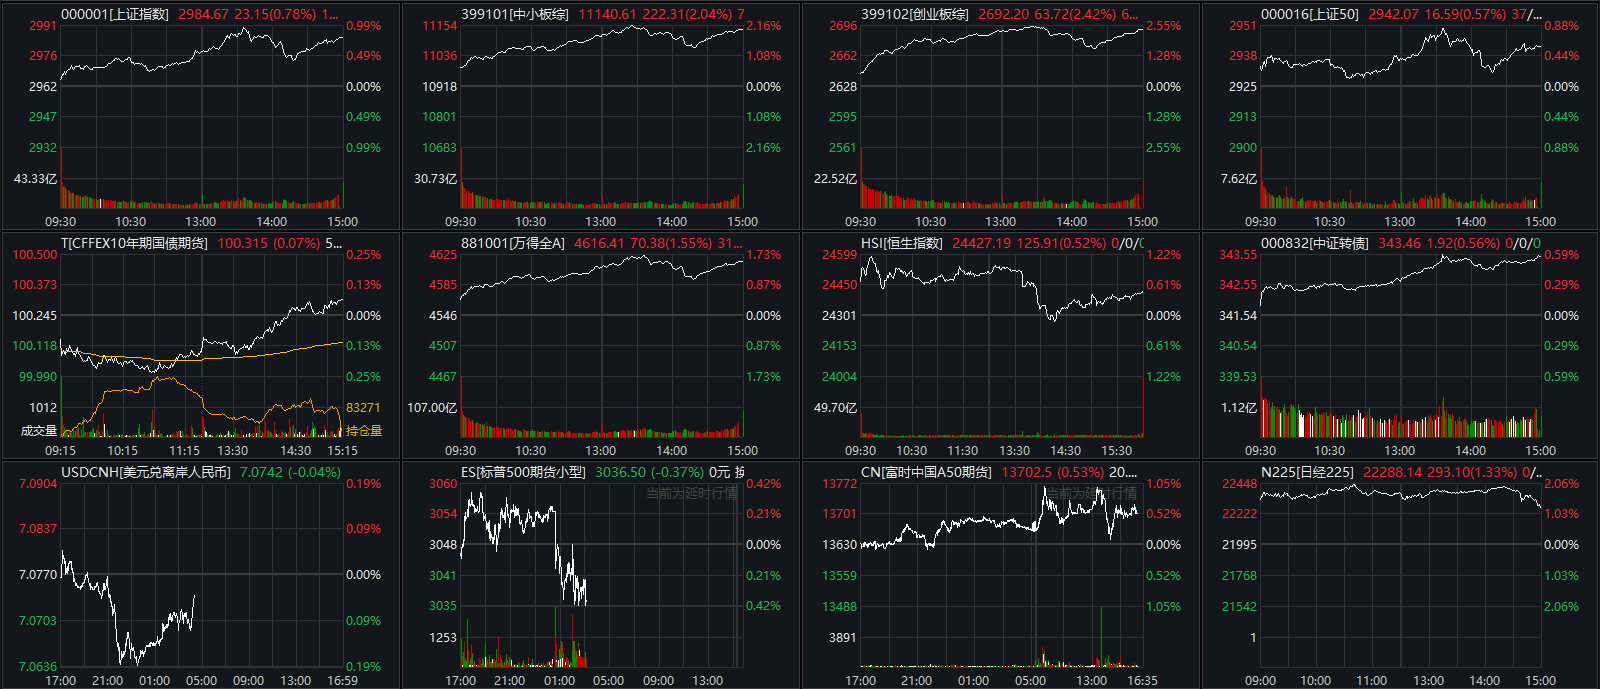 000001[上证指数] 2984.67 23.15(0.78%) 1...
2991 0.99%
2976 0.49%
2962 0.00%
2947 0.49%
2932 0.99%
43.33亿
09:30 10:30 13:00 14:00 15:00
399101[中小板综] 11140.61 222.31(2.04%) 7
11154 2.16%
11036 1.08%
10918 0.00%
10801 1.08%
10683 2.16%
30.73亿
09:30 10:30 13:00 14:00 15:00
399102[创业板综] 2692.20 63.72(2.42%) 6...
2696 2.55%
2662 1.28%
2628 0.00%
2595 1.28%
2561 2.55%
22.52亿
09:30 10:30 13:00 14:00 15:00
000016[上证50] 2942.07 16.59(0.57%) 37/...
2951 0.88%
2938 0.44%
2925 0.00%
2913 0.44%
2900 0.88%
7.62亿
09:30 10:30 13:00 14:00 15:00
T[CFFEX10年期国债期货] 100.315 (0.07%) 5...
100.500 0.25%
100.373 0.13%
100.245 0.00%
100.118 0.13%
99.990 0.25%
1012 83271
成交量 持仓量
09:15 10:15 11:15 13:30 14:30 15:15
881001[万得全A] 4616.41 70.38(1.55%) 31...
4625 1.73%
4585 0.87%
4546 0.00%
4507 0.87%
4467 1.73%
107.00亿
09:30 10:30 13:00 14:00 15:00
HSI[恒生指数] 24427.19 125.91(0.52%) 0/0/0
24599 1.22%
24450 0.61%
24301 0.00%
24153 0.61%
24004 1.22%
49.70亿
09:30 10:30 11:30 13:30 14:30 15:30
000832[中证转债] 343.46 1.92(0.56%) 0/0/0
343.55 0.59%
342.55 0.29%
341.54 0.00%
340.54 0.29%
339.53 0.59%
1.12亿
09:30 10:30 13:00 14:00 15:00
USDCNH[美元兑离岸人民币] 7.0742 (-0.04%)
7.0904 0.19%
7.0837 0.09%
7.0770 0.00%
7.0703 0.09%
7.0636 0.19%
17:00 21:00 01:00 05:00 09:00 13:00 16:59
ES[标普500期货小型] 3036.50 (-0.37%) 0元
当前为延时行情
3060 0.42%
3054 0.21%
3048 0.00%
3041 0.21%
3035 0.42%
1253
17:00 21:00 01:00 05:00 09:00 13:00
CN[富时中国A50期货] 13702.5 (0.53%) 20....
当前为延时行情
13772 1.05%
13701 0.52%
13630 0.00%
13559 0.52%
13488 1.05%
3891
17:00 21:00 01:00 05:00 13:00 16:35
N225[日经225] 22288.14 293.10(1.33%) 0/..
22448 2.06%
22222 1.03%
21995 0.00%
21768 1.03%
21542 2.06%
1
09:00 10:00 11:00 13:00 14:00 15:00